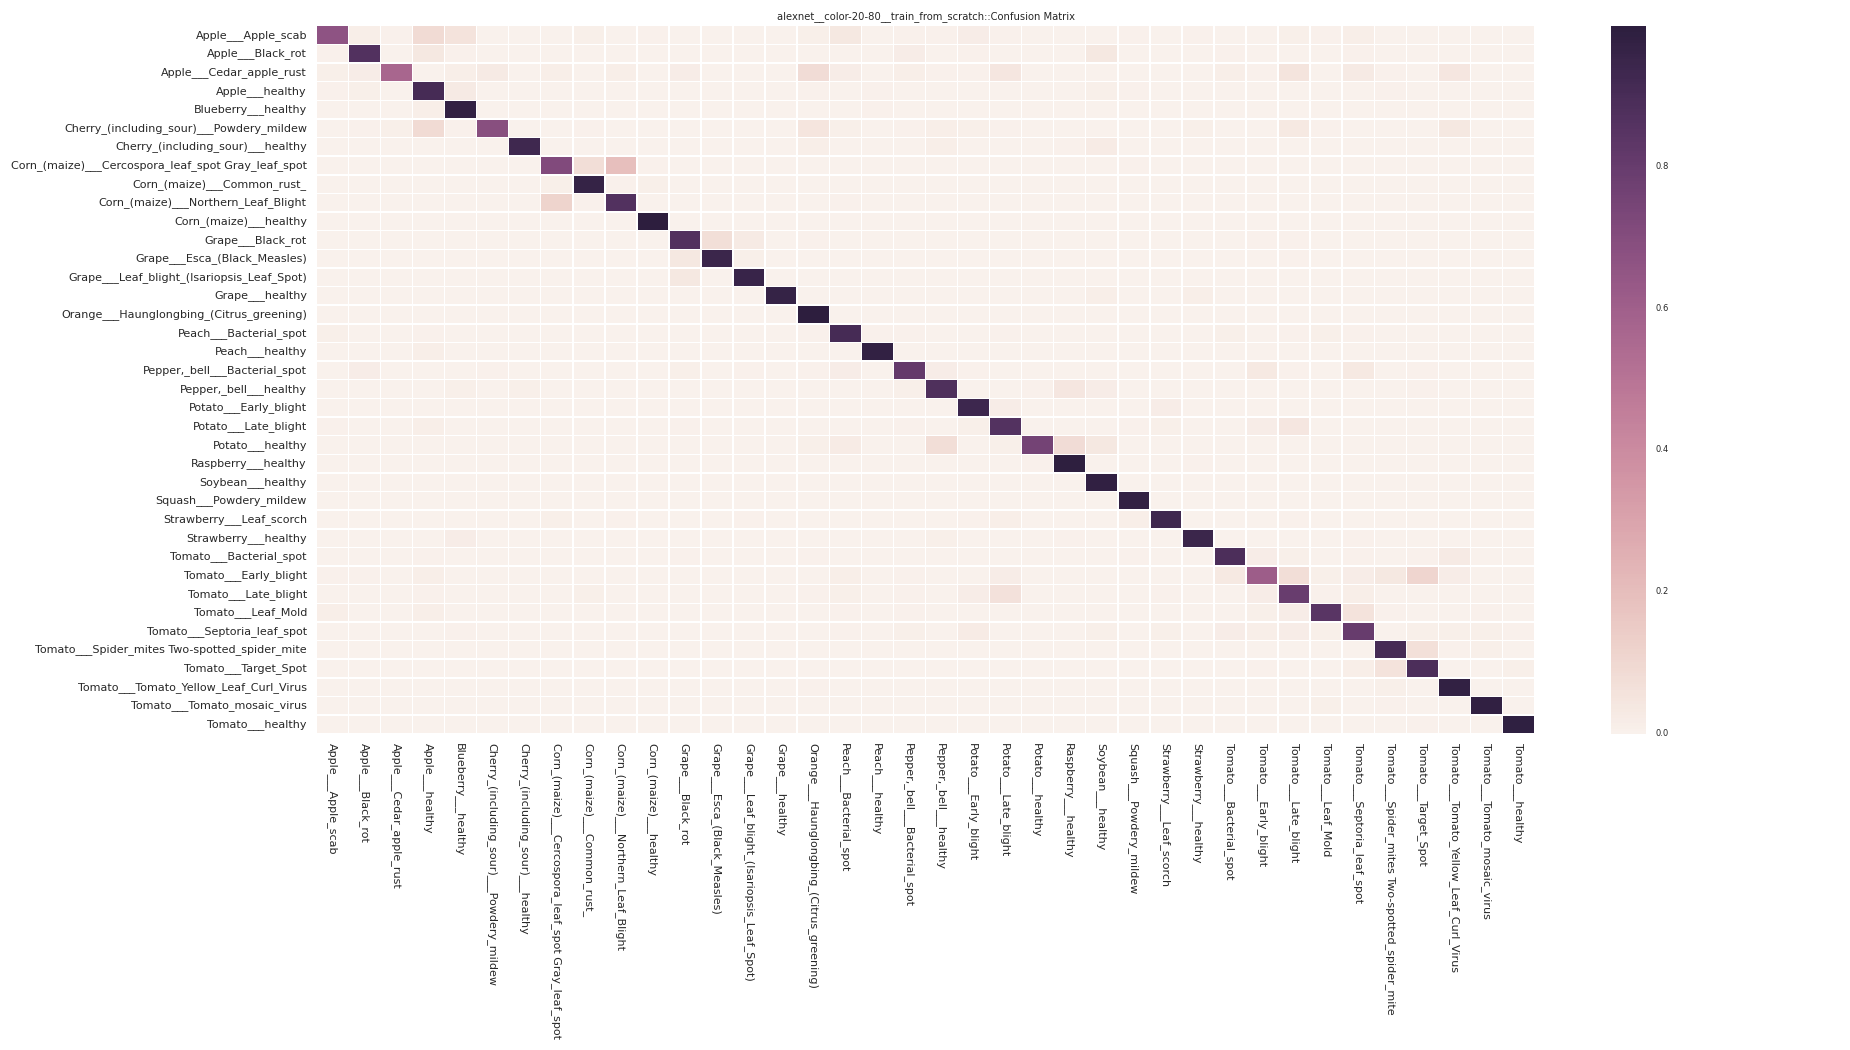 alexnet__color-20-80__train_from_scratch::Confusion Matrix
Apple___Apple_scab
Apple___Black_rot
Apple___Cedar_apple_rust
Apple___healthy
Blueberry___healthy
Cherry_(including_sour)___Powdery_mildew
Cherry_(including_sour)___healthy
Corn_(maize)___Cercospora_leaf_spot Gray_leaf_spot
Corn_(maize)___Common_rust_
Corn_(maize)___Northern_Leaf_Blight
Corn_(maize)___healthy
Grape___Black_rot
Grape___Esca_(Black_Measles)
Grape___Leaf_blight_(Isariopsis_Leaf_Spot)
Grape___healthy
Orange___Haunglongbing_(Citrus_greening)
Peach___Bacterial_spot
Peach___healthy
Pepper,_bell___Bacterial_spot
Pepper,_bell___healthy
Potato___Early_blight
Potato___Late_blight
Potato___healthy
Raspberry___healthy
Soybean___healthy
Squash___Powdery_mildew
Strawberry___Leaf_scorch
Strawberry___healthy
Tomato___Bacterial_spot
Tomato___Early_blight
Tomato___Late_blight
Tomato___Leaf_Mold
Tomato___Septoria_leaf_spot
Tomato___Spider_mites Two-spotted_spider_mite
Tomato___Target_Spot
Tomato___Tomato_Yellow_Leaf_Curl_Virus
Tomato___Tomato_mosaic_virus
Tomato___healthy
Apple___Apple_scab
Apple___Black_rot
Apple___Cedar_apple_rust
Apple___healthy
Blueberry___healthy
Cherry_(including_sour)___Powdery_mildew
Cherry_(including_sour)___healthy
Corn_(maize)___Cercospora_leaf_spot Gray_leaf_spot
Corn_(maize)___Common_rust_
Corn_(maize)___Northern_Leaf_Blight
Corn_(maize)___healthy
Grape___Black_rot
Grape___Esca_(Black_Measles)
Grape___Leaf_blight_(Isariopsis_Leaf_Spot)
Grape___healthy
Orange___Haunglongbing_(Citrus_greening)
Peach___Bacterial_spot
Peach___healthy
Pepper,_bell___Bacterial_spot
Pepper,_bell___healthy
Potato___Early_blight
Potato___Late_blight
Potato___healthy
Raspberry___healthy
Soybean___healthy
Squash___Powdery_mildew
Strawberry___Leaf_scorch
Strawberry___healthy
Tomato___Bacterial_spot
Tomato___Early_blight
Tomato___Late_blight
Tomato___Leaf_Mold
Tomato___Septoria_leaf_spot
Tomato___Spider_mites Two-spotted_spider_mite
Tomato___Target_Spot
Tomato___Tomato_Yellow_Leaf_Curl_Virus
Tomato___Tomato_mosaic_virus
Tomato___healthy
0.8
0.6
0.4
0.2
0.0